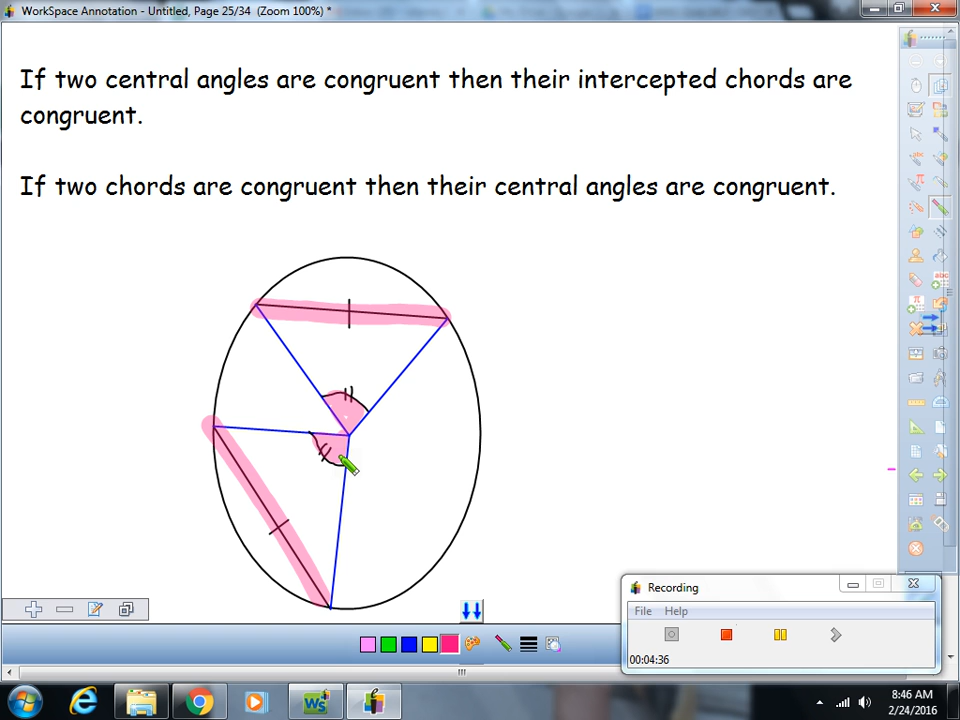 WorkSpace Annotation - Untitled, Page 25/34 (Zoom 100%) *
If two central angles are congruent then their intercepted chords are
congruent.
If two chords are congruent then their central angles are congruent.
Recording
File Help
00:04:36
8:46 AM
2/24/2016